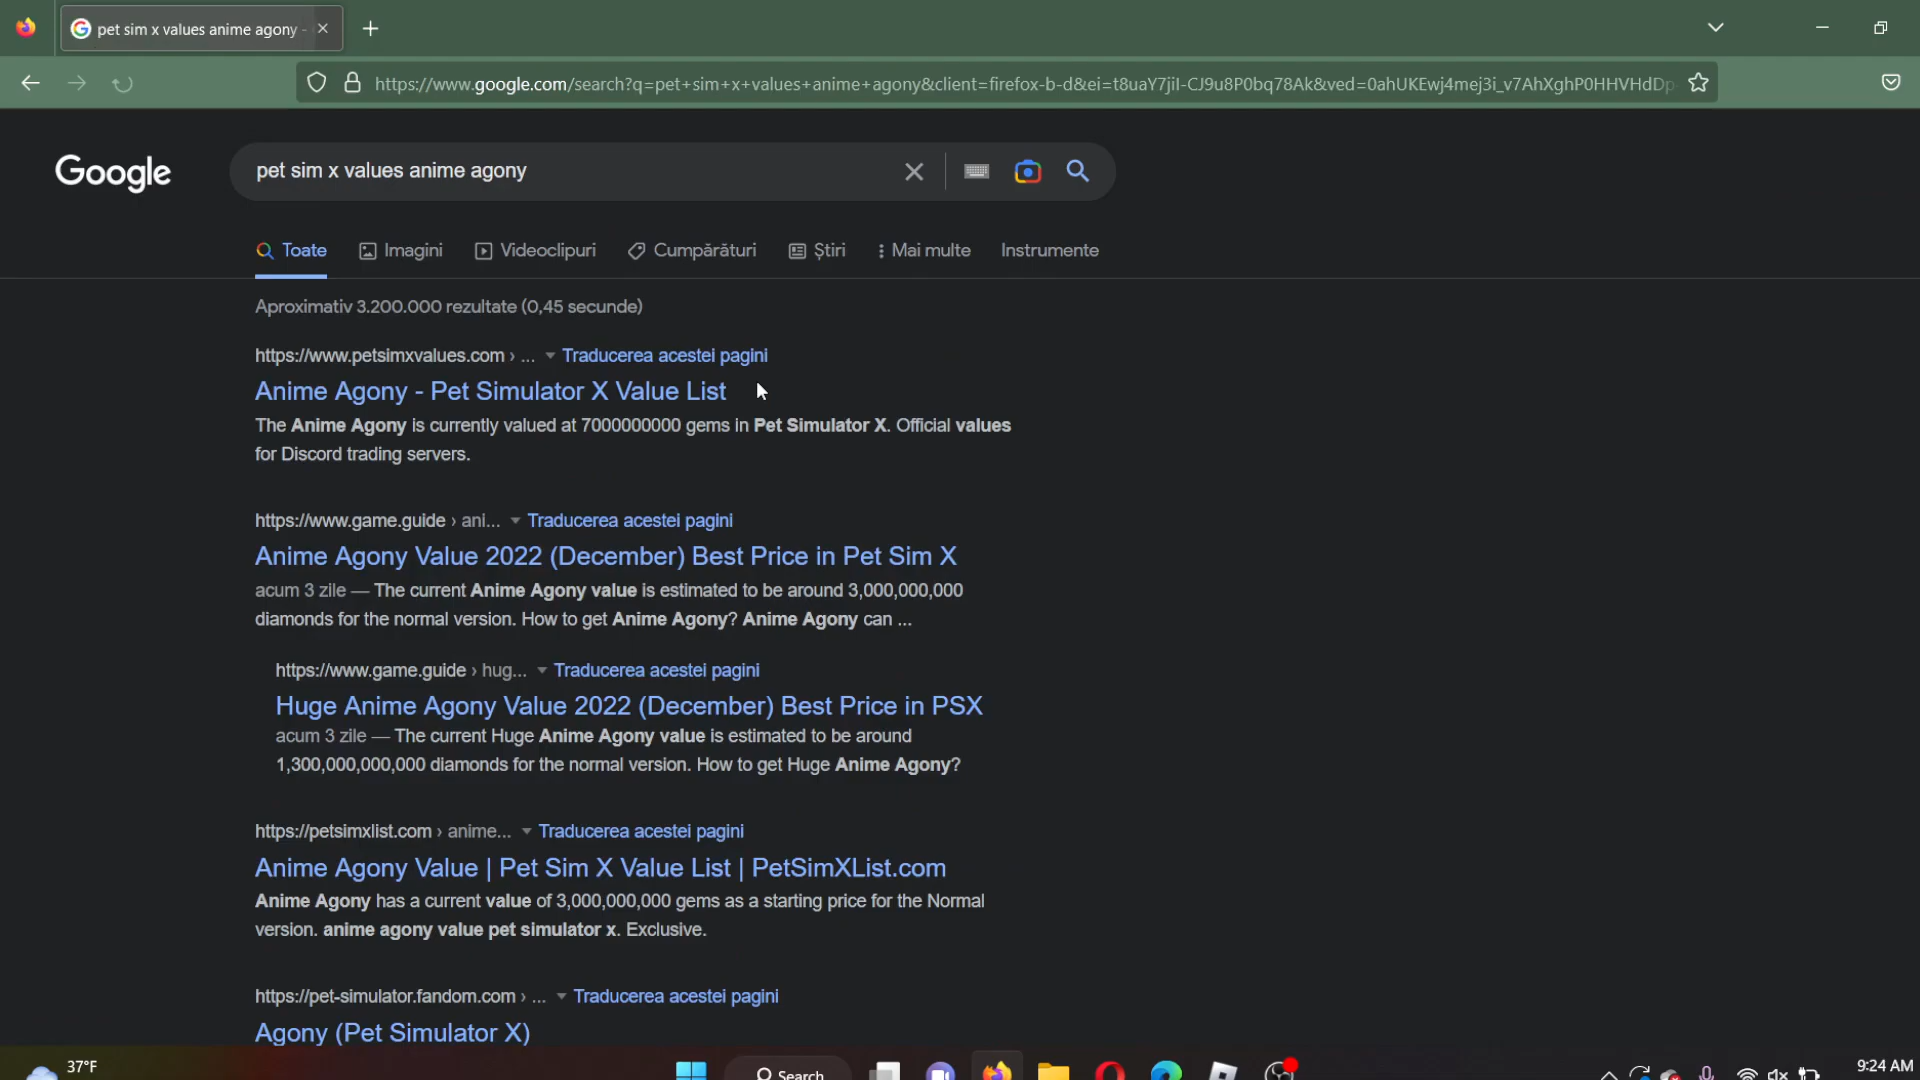 pet sim x values anime agony -
https://www.google.com/search?q=pet+sim+x+values+anime+agony&client=firefox-b-d&ei=t8uaY7jiI-CJ9u8P0bq78Ak&ved=0ahUKEwj4mej3i_v7AhXghP0HHVHdDp
Google
pet sim x values anime agony
Toate Imagini Videoclipuri Cumpărături Știri Mai multe Instrumente
Aproximativ 3.200.000 rezultate (0,45 secunde)
https://www.petsimxvalues.com › ... Traducerea acestei pagini
Anime Agony - Pet Simulator X Value List
The Anime Agony is currently valued at 7000000000 gems in Pet Simulator X. Official values
for Discord trading servers.
https://www.game.guide › ani... Traducerea acestei pagini
Anime Agony Value 2022 (December) Best Price in Pet Sim X
acum 3 zile — The current Anime Agony value is estimated to be around 3,000,000,000
diamonds for the normal version. How to get Anime Agony? Anime Agony can ...
https://www.game.guide › hug... Traducerea acestei pagini
Huge Anime Agony Value 2022 (December) Best Price in PSX
acum 3 zile — The current Huge Anime Agony value is estimated to be around
1,300,000,000,000 diamonds for the normal version. How to get Huge Anime Agony?
https://petsimxlist.com › anime... Traducerea acestei pagini
Anime Agony Value | Pet Sim X Value List | PetSimXList.com
Anime Agony has a current value of 3,000,000,000 gems as a starting price for the Normal
version. anime agony value pet simulator x. Exclusive.
https://pet-simulator.fandom.com › ... Traducerea acestei pagini
Agony (Pet Simulator X)
37°F
Search
9:24 AM